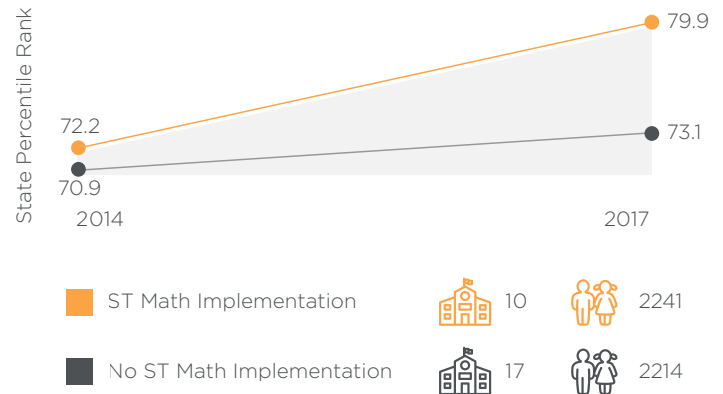 State Percentile Rank
79.9
72.2
73.1
70.9
2014 2017
ST Math Implementation 10 2241
No ST Math Implementation 17 2214